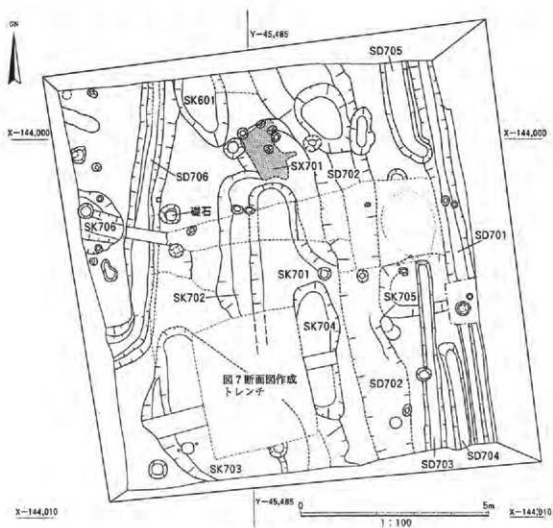 GN
Y-45,485
SD705
SK601
X-144,000
X-144,000
SX701
SD706
SD702
礎石
SD701
SK706
SK701
SK702
SK705
SK704
図7断面図作成
トレンチ
SD702
SK703
SD703
SD704
X-144,010
Y-45,485
0
5m
X-144,010
1:100